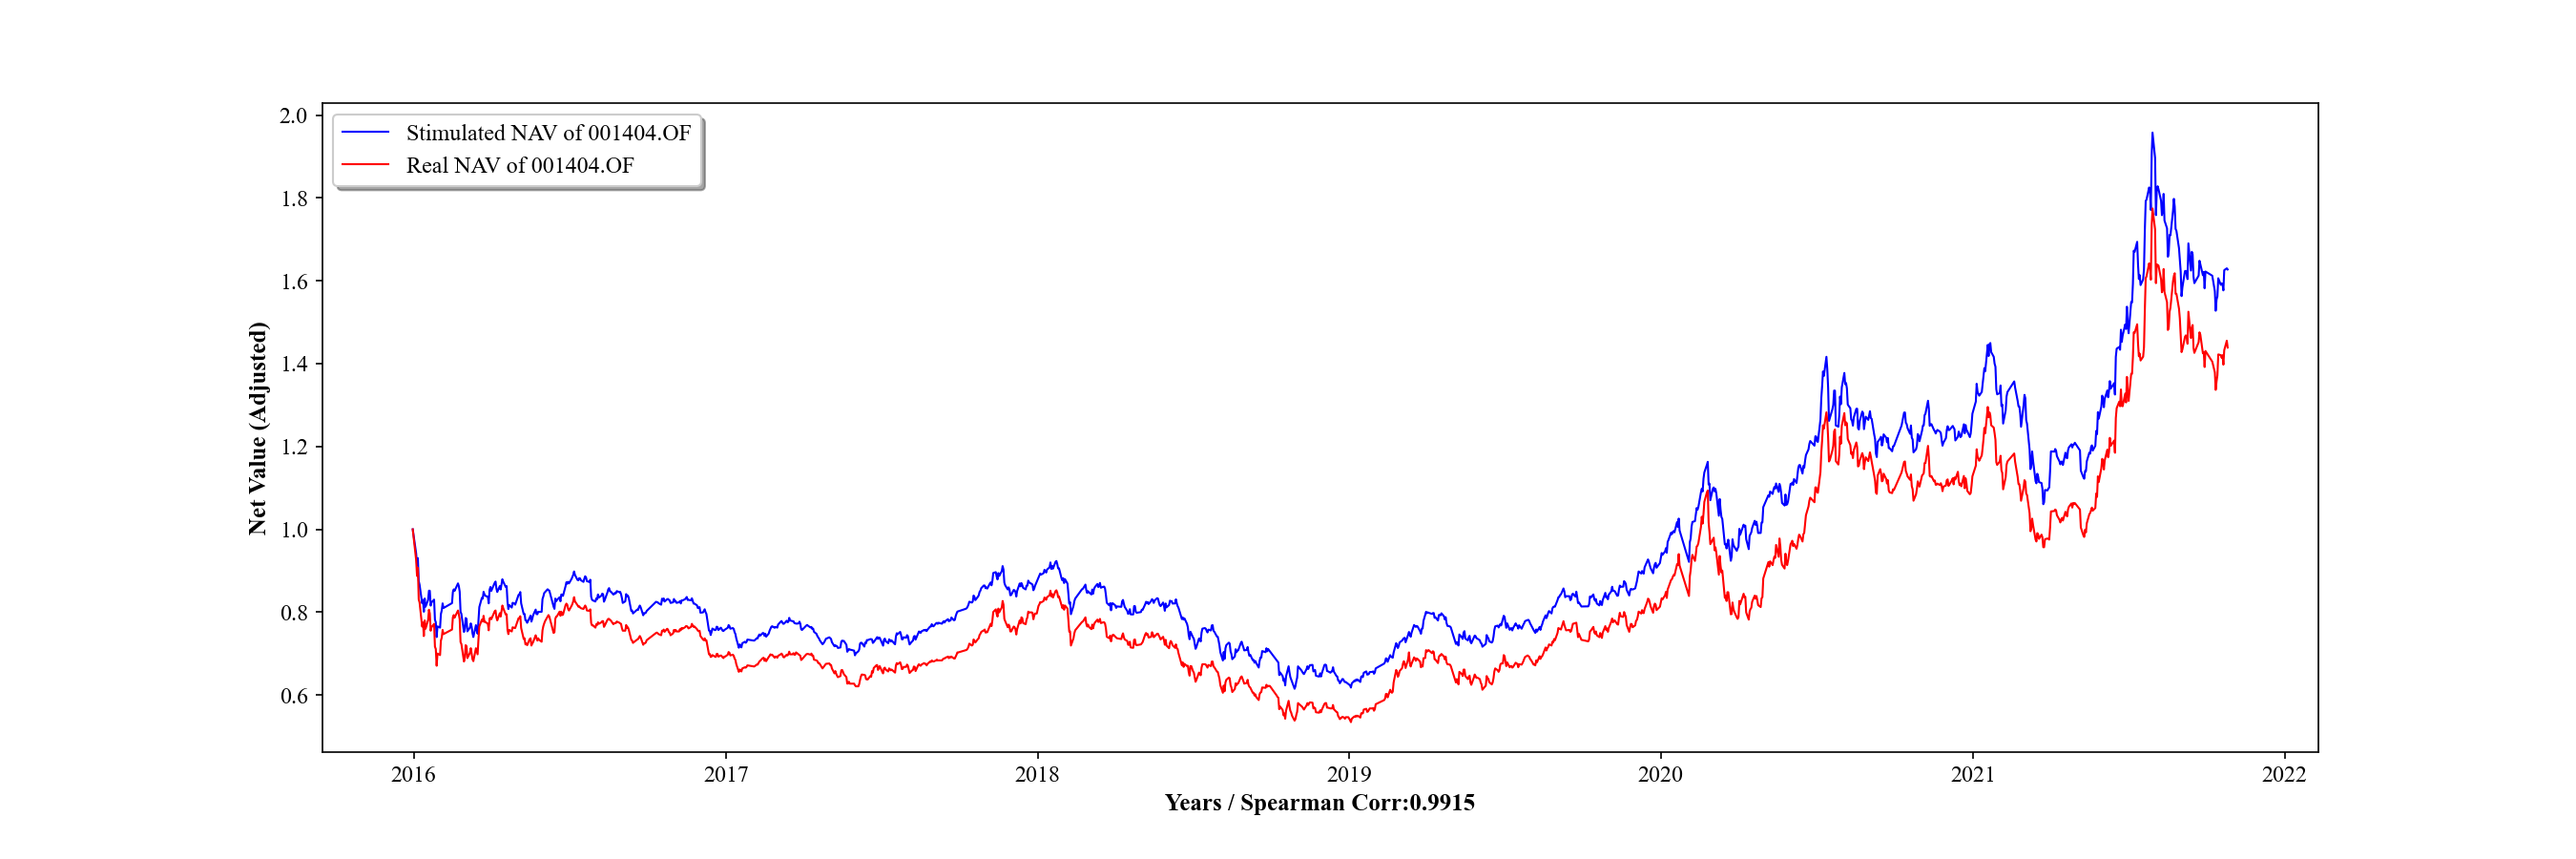 Stimulated NAV of 001404.OF
Real NAV of 001404.OF
2.0
1.8
1.6
1.4
1.2
1.0
0.8
0.6
Net Value (Adjusted)
2016 2017 2018 2019 2020 2021 2022
Years / Spearman Corr:0.9915